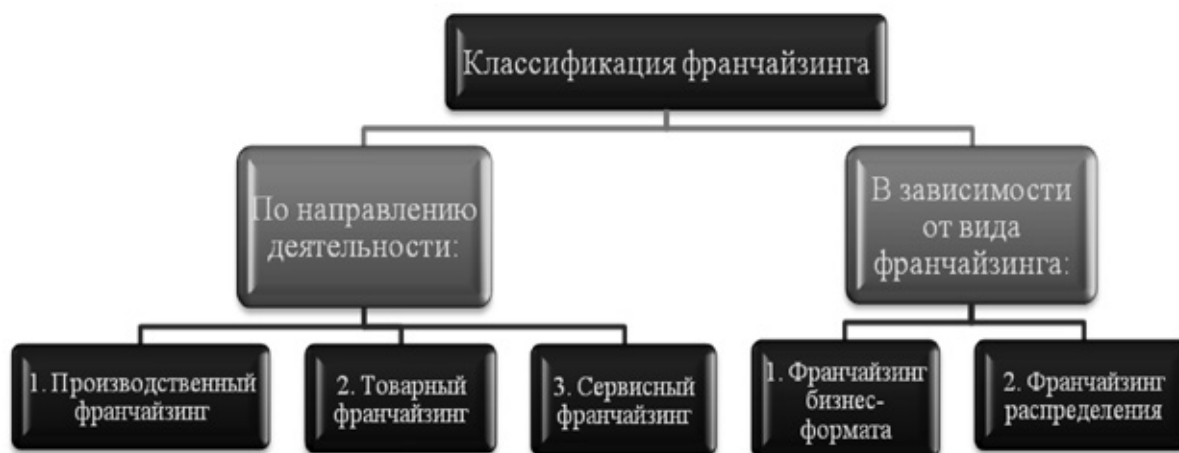 Классификация франчайзинга
По направлению
деятельности:
В зависимости
от вида
франчайзинга:
1. Производственный
франчайзинг
2. Товарный
франчайзинг
3. Сервисный
франчайзинг
1. Франчайзинг
бизнес-
формата
2. Франчайзинг
распределения